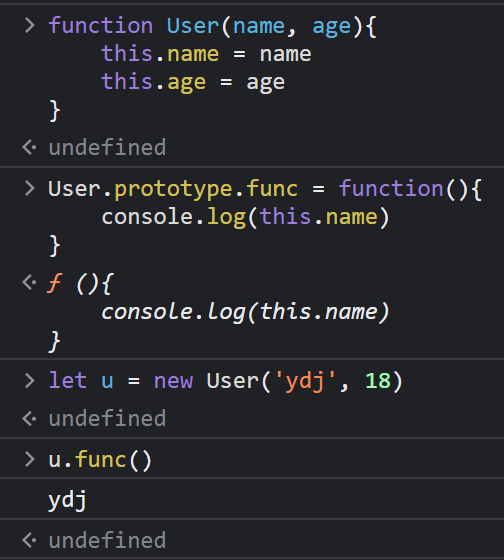 > function User(name, age){
    this.name = name
    this.age = age
}
undefined
> User.prototype.func = function(){
    console.log(this.name)
}
ƒ (){
    console.log(this.name)
}
> let u = new User('ydj', 18)
undefined
> u.func()
ydj
undefined